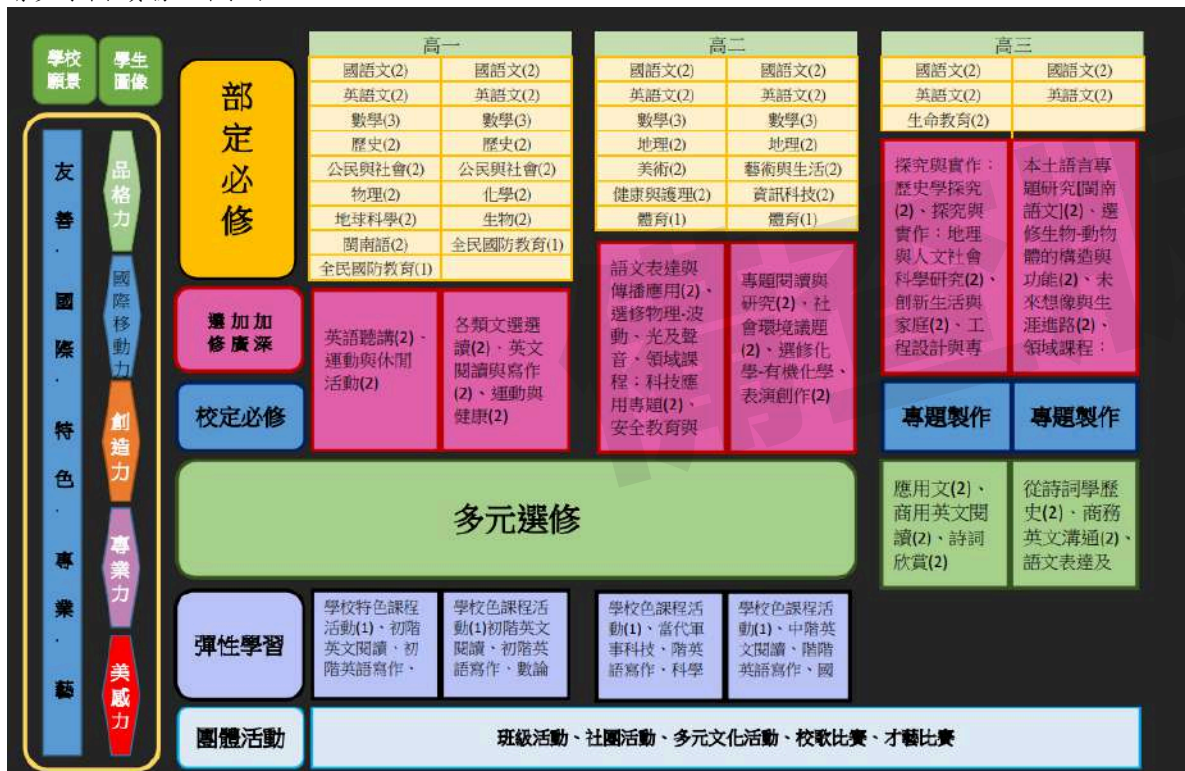 學校
願景
學生
圖像
友善．國際．特色．專業．藝
品格力
國際移動力
創造力
專業力
美感力
部定必修
高一
國語文(2) 國語文(2)
英語文(2) 英語文(2)
數學(3) 數學(3)
歷史(2) 歷史(2)
公民與社會(2) 公民與社會(2)
物理(2) 化學(2)
地球科學(2) 生物(2)
閩南語(2) 全民國防教育(1)
全民國防教育(1)
高二
國語文(2) 國語文(2)
英語文(2) 英語文(2)
數學(3) 數學(3)
地理(2) 地理(2)
美術(2) 藝術與生活(2)
健康與護理(2) 資訊科技(2)
體育(1) 體育(1)
高三
國語文(2) 國語文(2)
英語文(2) 英語文(2)
生命教育(2)
選 加 加
修 廣 深
英語聽講(2)、
運動與休閒
活動(2)
各類文選選
讀(2)、英文
閱讀與寫作
(2)、運動與
健康(2)
語文表達與
傳播應用(2)、
選修物理-波
動、光及聲
音、領域課
程：科技應
用專題(2)、
安全教育與
專題閱讀與
研究(2)、社
會環境議題
(2)、選修化
學-有機化學、
表演創作(2)
探究與實作：
歷史學探究
(2)、探究與
實作：地理
與人文社會
科學研究(2)、
創新生活與
家庭(2)、工
程設計與專
本土語言專
題研究[閩南
語文](2)、選
修生物-動物
體的構造與
功能(2)、未
來想像與生
涯進路(2)、
領域課程：
校定必修
專題製作
專題製作
多元選修
應用文(2)、
商用英文閱
讀(2)、詩詞
欣賞(2)
從詩詞學歷
史(2)、商務
英文溝通(2)、
語文表達及
彈性學習
學校特色課程
活動(1)、初階
英文閱讀、初
階英語寫作、
學校色課程活
動(1)初階英文
閱讀、初階英
語寫作、數論
學校色課程活
動(1)、當代軍
事科技、階英
語寫作、科學
學校色課程活
動(1)、中階英
文閱讀、階階
英語寫作、國
團體活動
班級活動、社團活動、多元文化活動、校歌比賽、才藝比賽